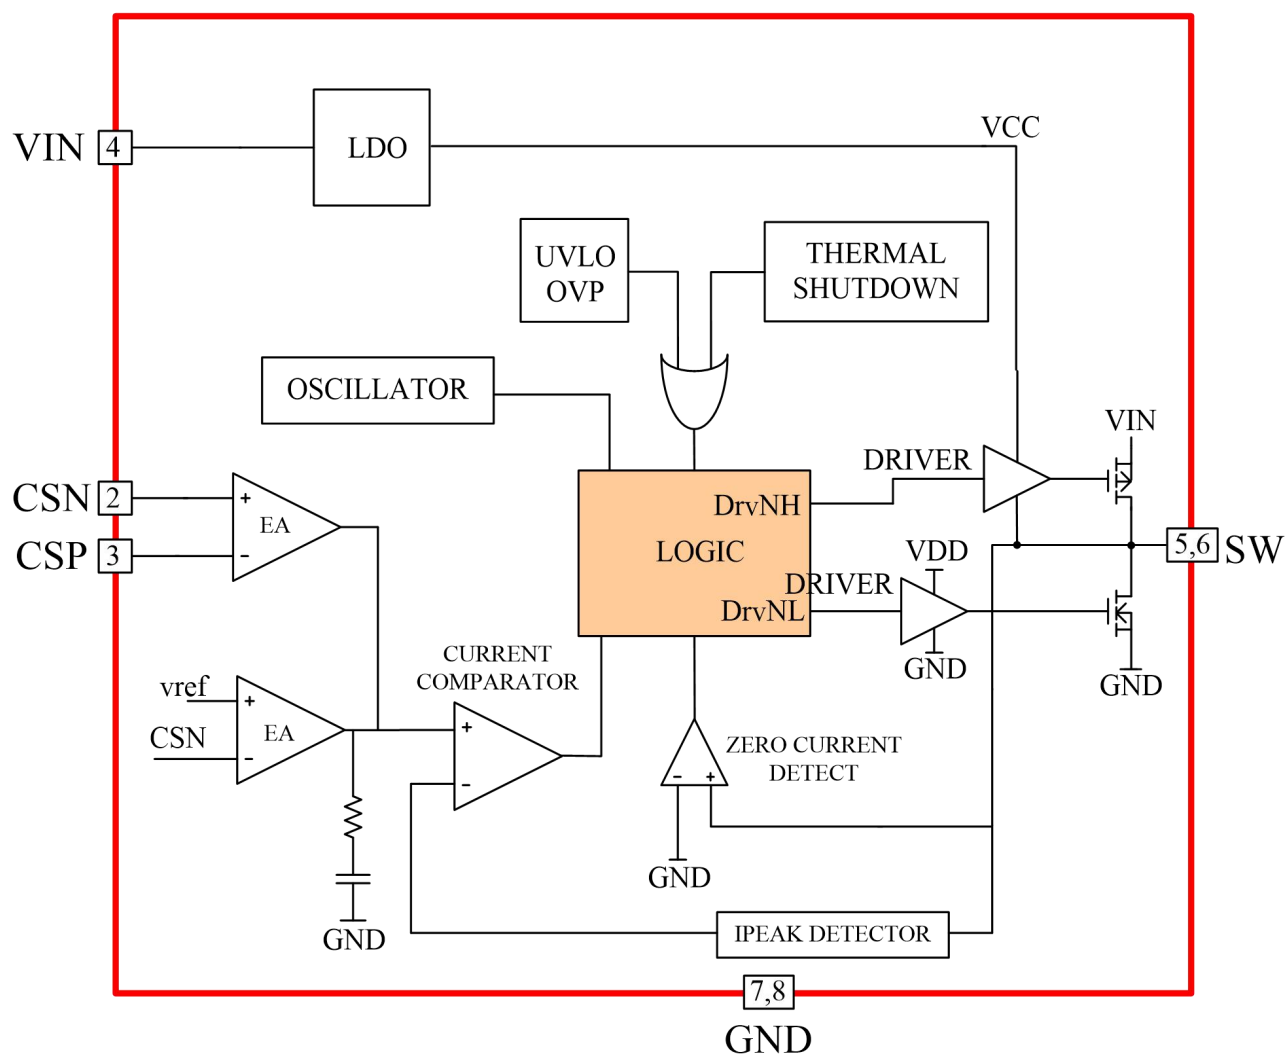 VCC
VIN
4
LDO
UVLO
OVP
THERMAL
SHUTDOWN
OSCILLATOR
VIN
DRIVER
CSN
2
+
EA
-
CSP
3
DrvNH
LOGIC
DRIVER
DrvNL
VDD
GND
5,6
SW
GND
CURRENT
COMPARATOR
vref
+
EA
CSN
-
+
-
ZERO CURRENT
DETECT
-
+
GND
GND
IPEAK DETECTOR
7,8
GND